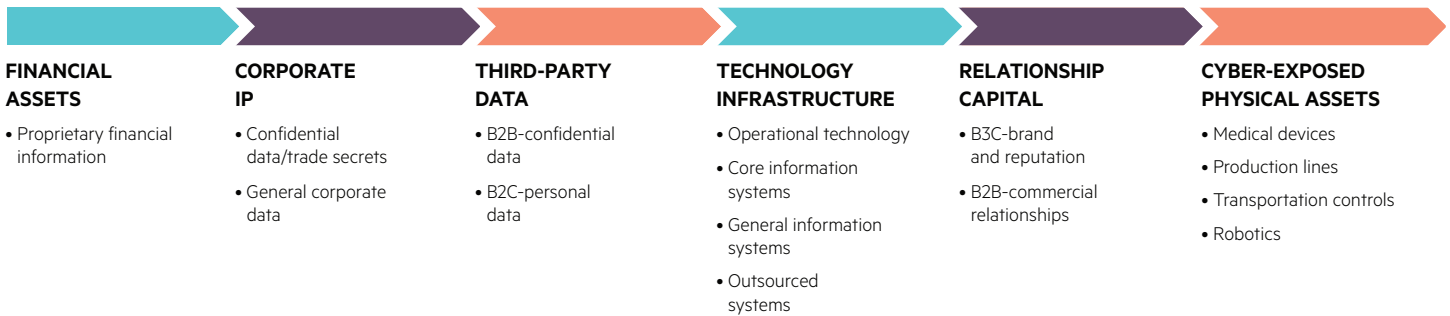 FINANCIAL
ASSETS
• Proprietary financial
information
CORPORATE
IP
• Confidential
data/trade secrets
• General corporate
data
THIRD-PARTY
DATA
• B2B-confidential
data
• B2C-personal
data
TECHNOLOGY
INFRASTRUCTURE
• Operational technology
• Core information
systems
• General information
systems
• Outsourced
systems
RELATIONSHIP
CAPITAL
• B3C-brand
and reputation
• B2B-commercial
relationships
CYBER-EXPOSED
PHYSICAL ASSETS
• Medical devices
• Production lines
• Transportation controls
• Robotics